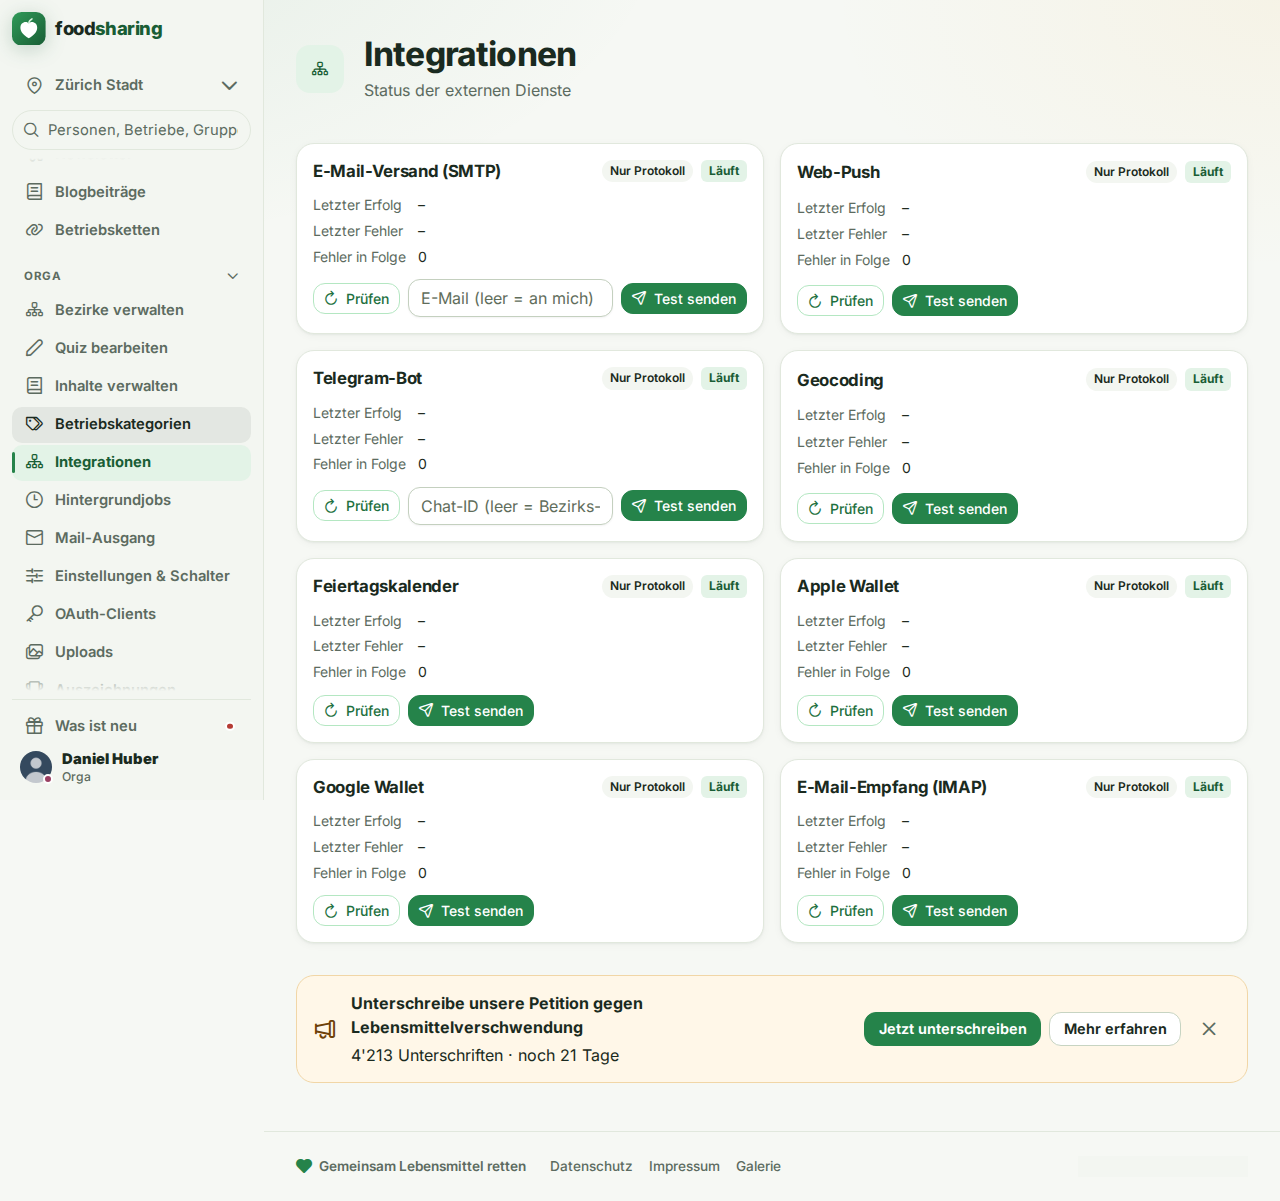 foodsharing
Zürich Stadt
Personen, Betriebe, Grupp
Blogbeiträge
Betriebsketten
ORGA
Bezirke verwalten
Quiz bearbeiten
Inhalte verwalten
Betriebskategorien
Integrationen
Hintergrundjobs
Mail-Ausgang
Einstellungen & Schalter
OAuth-Clients
Uploads
Auszeichnungen
Was ist neu
Daniel Huber
Orga
Integrationen
Status der externen Dienste
E-Mail-Versand (SMTP) Nur Protokoll Läuft
Letzter Erfolg –
Letzter Fehler –
Fehler in Folge 0
Prüfen E-Mail (leer = an mich) Test senden
Web-Push Nur Protokoll Läuft
Letzter Erfolg –
Letzter Fehler –
Fehler in Folge 0
Prüfen Test senden
Telegram-Bot Nur Protokoll Läuft
Letzter Erfolg –
Letzter Fehler –
Fehler in Folge 0
Prüfen Chat-ID (leer = Bezirks- Test senden
Geocoding Nur Protokoll Läuft
Letzter Erfolg –
Letzter Fehler –
Fehler in Folge 0
Prüfen Test senden
Feiertagskalender Nur Protokoll Läuft
Letzter Erfolg –
Letzter Fehler –
Fehler in Folge 0
Prüfen Test senden
Apple Wallet Nur Protokoll Läuft
Letzter Erfolg –
Letzter Fehler –
Fehler in Folge 0
Prüfen Test senden
Google Wallet Nur Protokoll Läuft
Letzter Erfolg –
Letzter Fehler –
Fehler in Folge 0
Prüfen Test senden
E-Mail-Empfang (IMAP) Nur Protokoll Läuft
Letzter Erfolg –
Letzter Fehler –
Fehler in Folge 0
Prüfen Test senden
Unterschreibe unsere Petition gegen
Lebensmittelverschwendung
4'213 Unterschriften · noch 21 Tage
Jetzt unterschreiben Mehr erfahren
Gemeinsam Lebensmittel retten Datenschutz Impressum Galerie